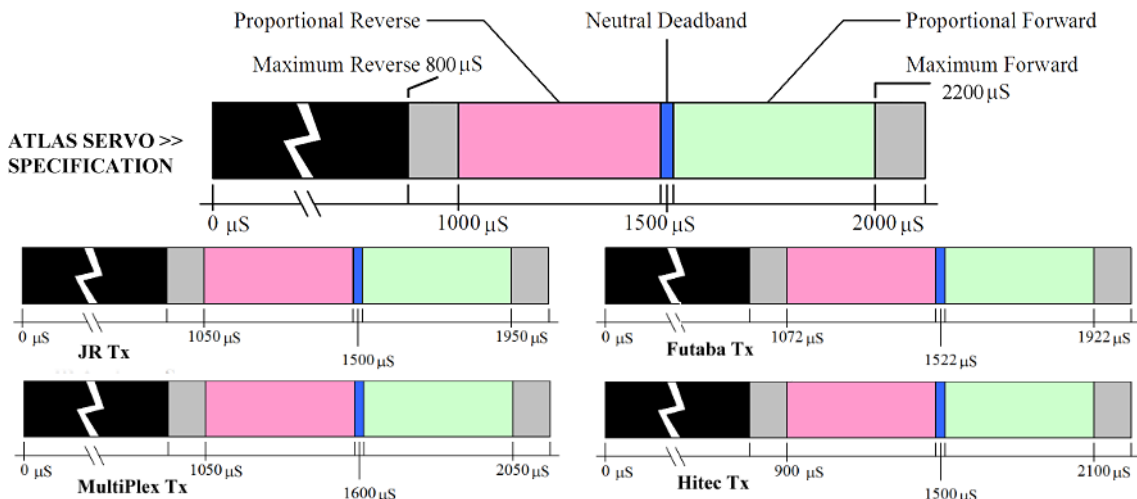 Proportional Reverse
Neutral Deadband
Proportional Forward
Maximum Reverse 800 µS
Maximum Forward
2200 µS
ATLAS SERVO >>
SPECIFICATION
0 µS
1000 µS
1500 µS
2000 µS
0 µS
1050 µS
1950 µS
JR Tx
1500 µS
0 µS
1072 µS
1922 µS
Futaba Tx
1522 µS
0 µS
1050 µS
2050 µS
MultiPlex Tx
1600 µS
0 µS
900 µS
2100 µS
Hitec Tx
1500 µS